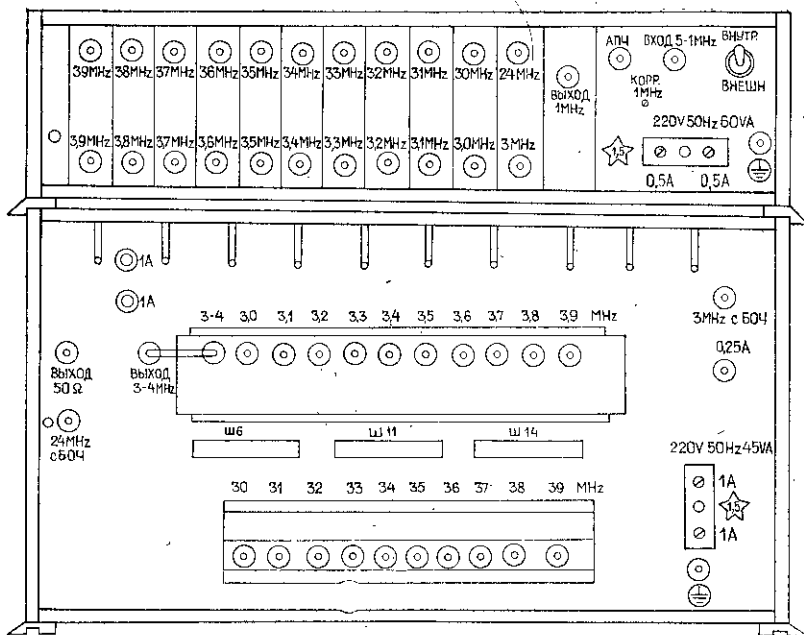 АПЧ ВХОД 5-1MHz ВНУТР.
39MHz 38MHz 37MHz 36MHz 35MHz 34MHz 33MHz 32MHz 31MHz 30MHz 24MHz
ВЫХОД
1MHz
КОРР.
1MHz
ВНЕШН
220V 50Hz 60VA
3,9MHz 3,8MHz 3,7MHz 3,6MHz 3,5MHz 3,4MHz 3,3MHz 3,2MHz 3,1MHz 3,0MHz 3MHz
1,5
0,5A 0,5A
1A
1A
3-4 3,0 3,1 3,2 3,3 3,4 3,5 3,6 3,7 3,8 3,9 MHz
3MHz с БОЧ
0,25A
ВЫХОД
50 Ω
ВЫХОД
3-4MHz
24MHz
с БОЧ
Ш6 Ш11 Ш14
220V 50Hz 45VA
30 31 32 33 34 35 36 37 38 39 MHz
1A
1,5
1A